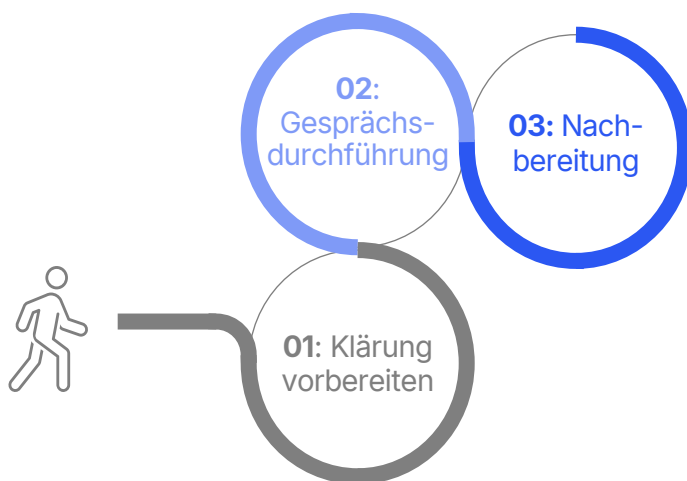 02:
Gesprächs-
durchführung
03: Nach-
bereitung
01: Klärung
vorbereiten